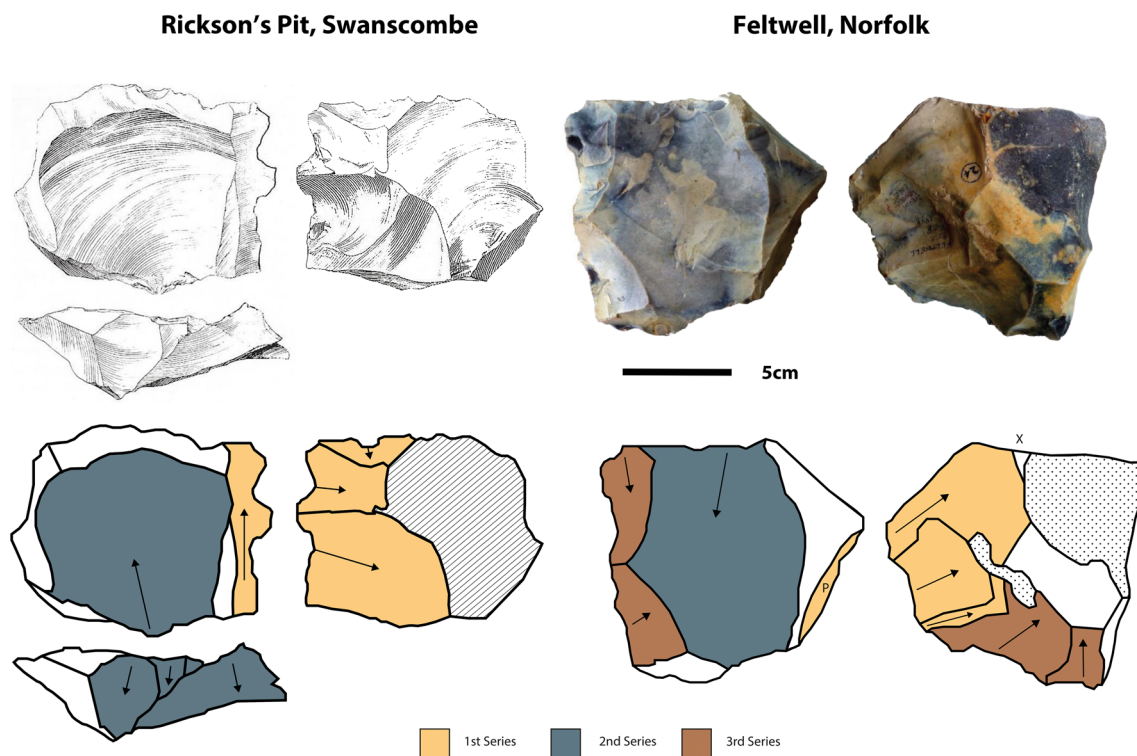 Rickson’s Pit, Swanscombe
Feltwell, Norfolk
5cm
X
P
1st Series
2nd Series
3rd Series